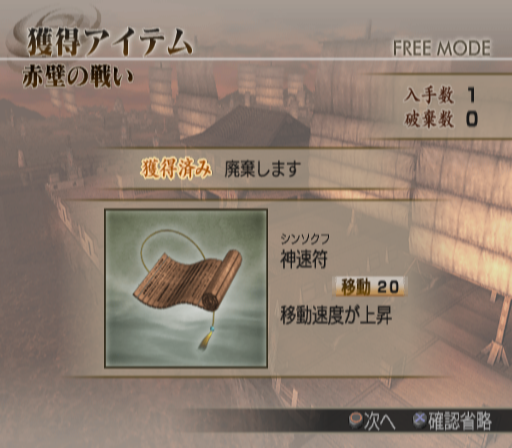 獲得アイテム
FREE MODE
赤壁の戦い
入手数 1
破棄数 0
獲得済み 廃棄します
シンソクフ
神速符
移動 20
移動速度が上昇
次へ 確認省略